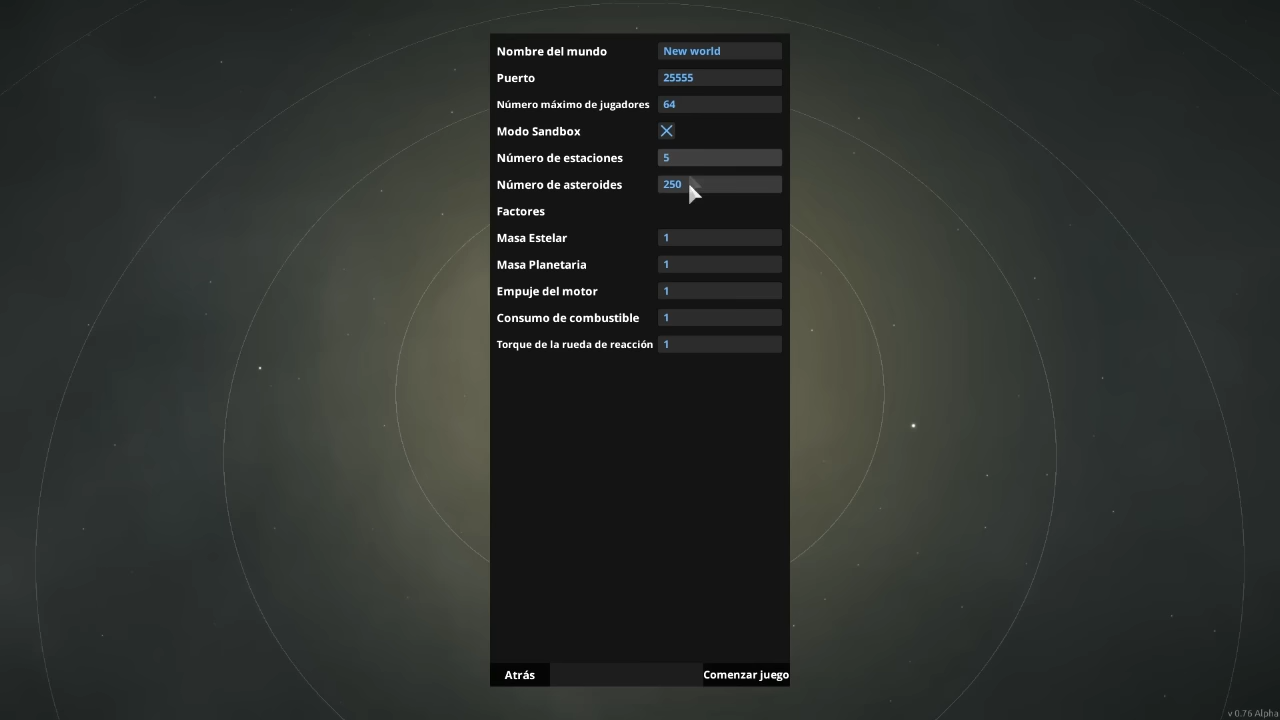 Nombre del mundo New world
Puerto 25555
Número máximo de jugadores 64
Modo Sandbox
Número de estaciones 5
Número de asteroides 250
Factores
Masa Estelar 1
Masa Planetaria 1
Empuje del motor 1
Consumo de combustible 1
Torque de la rueda de reacción 1
Atrás Comenzar juego
v 0.76 Alpha